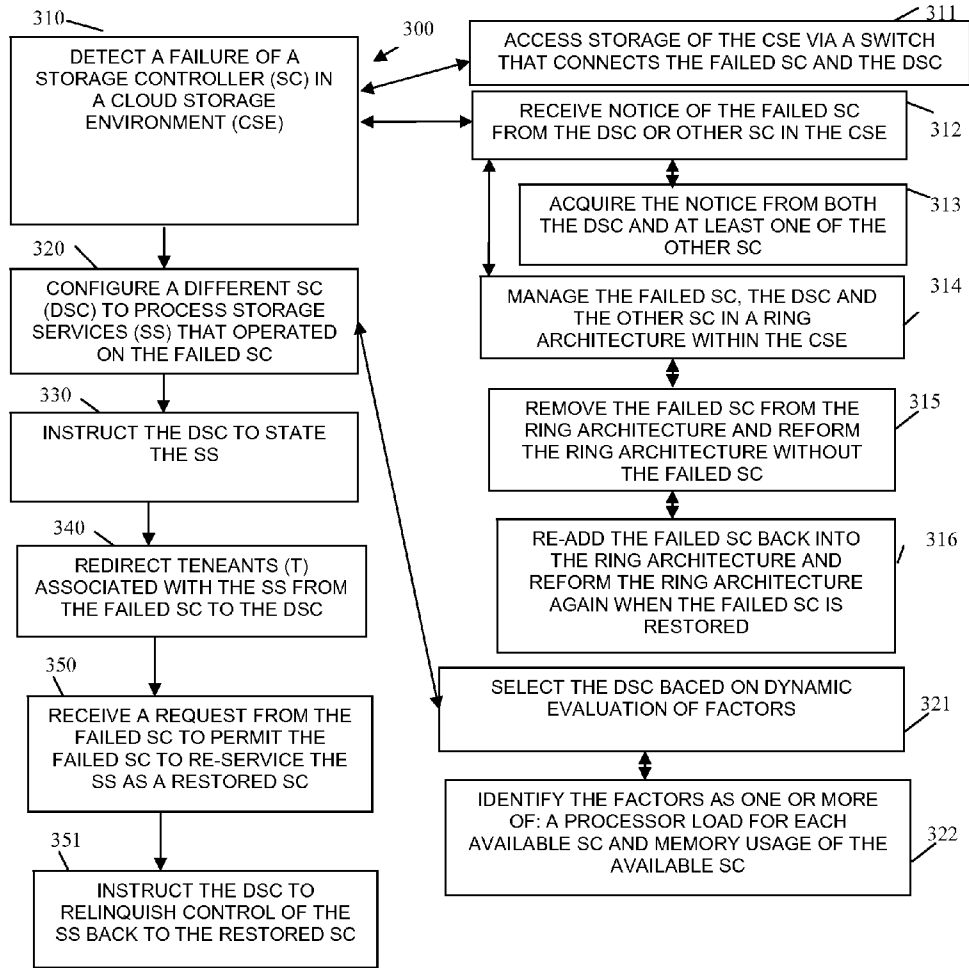 310
DETECT A FAILURE OF A
STORAGE CONTROLLER (SC) IN
A CLOUD STORAGE
ENVIRONMENT (CSE)
300
311
ACCESS STORAGE OF THE CSE VIA A SWITCH
THAT CONNECTS THE FAILED SC AND THE DSC
RECEIVE NOTICE OF THE FAILED SC
FROM THE DSC OR OTHER SC IN THE CSE
312
313
ACQUIRE THE NOTICE FROM BOTH
THE DSC AND AT LEAST ONE OF THE
OTHER SC
MANAGE THE FAILED SC, THE DSC AND
THE OTHER SC IN A RING
ARCHITECTURE WITHIN THE CSE
314
REMOVE THE FAILED SC FROM THE
RING ARCHITECTURE AND REFORM
THE RING ARCHITECTURE WITHOUT
THE FAILED SC
315
RE-ADD THE FAILED SC BACK INTO
THE RING ARCHITECTURE AND
REFORM THE RING ARCHITECTURE
AGAIN WHEN THE FAILED SC IS
RESTORED
316
320
CONFIGURE A DIFFERENT SC
(DSC) TO PROCESS STORAGE
SERVICES (SS) THAT OPERATED
ON THE FAILED SC
330
INSTRUCT THE DSC TO STATE
THE SS
340
REDIRECT TENEANTS (T)
ASSOCIATED WITH THE SS FROM
THE FAILED SC TO THE DSC
350
RECEIVE A REQUEST FROM THE
FAILED SC TO PERMIT THE
FAILED SC TO RE-SERVICE THE
SS AS A RESTORED SC
351
INSTRUCT THE DSC TO
RELINQUISH CONTROL OF THE
SS BACK TO THE RESTORED SC
SELECT THE DSC BACED ON DYNAMIC
EVALUATION OF FACTORS
321
IDENTIFY THE FACTORS AS ONE OR MORE
OF: A PROCESSOR LOAD FOR EACH
AVAILABLE SC AND MEMORY USAGE OF THE
AVAILABLE SC
322